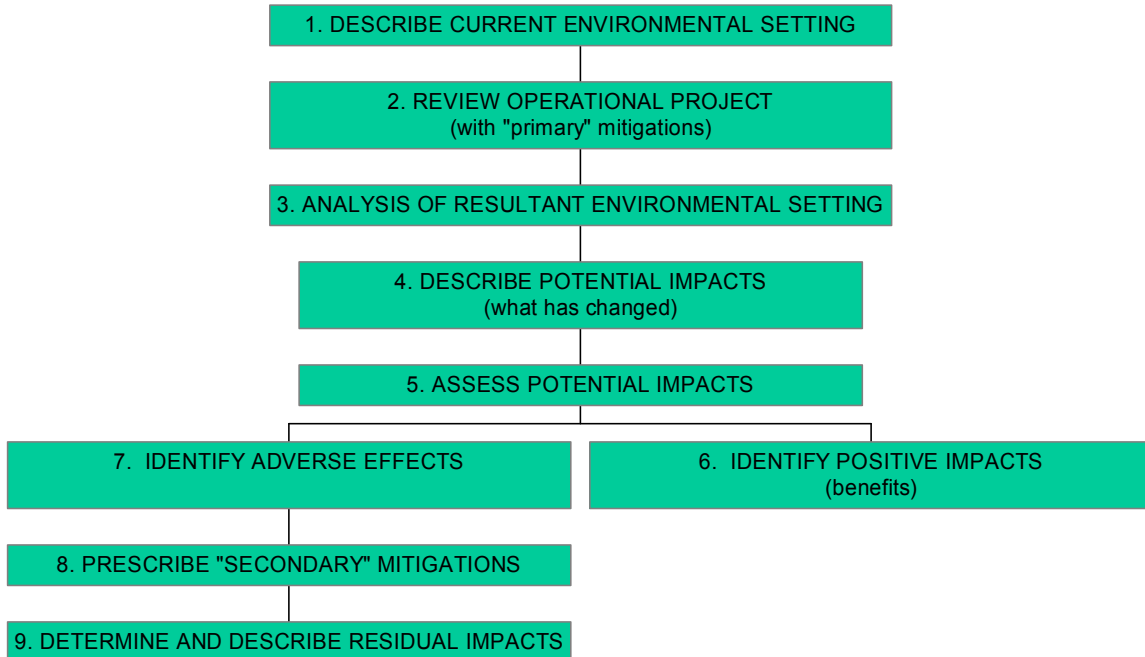 1. DESCRIBE CURRENT ENVIRONMENTAL SETTING
2. REVIEW OPERATIONAL PROJECT
(with "primary" mitigations)
3. ANALYSIS OF RESULTANT ENVIRONMENTAL SETTING
4. DESCRIBE POTENTIAL IMPACTS
(what has changed)
5. ASSESS POTENTIAL IMPACTS
7. IDENTIFY ADVERSE EFFECTS
6. IDENTIFY POSITIVE IMPACTS
(benefits)
8. PRESCRIBE "SECONDARY" MITIGATIONS
9. DETERMINE AND DESCRIBE RESIDUAL IMPACTS